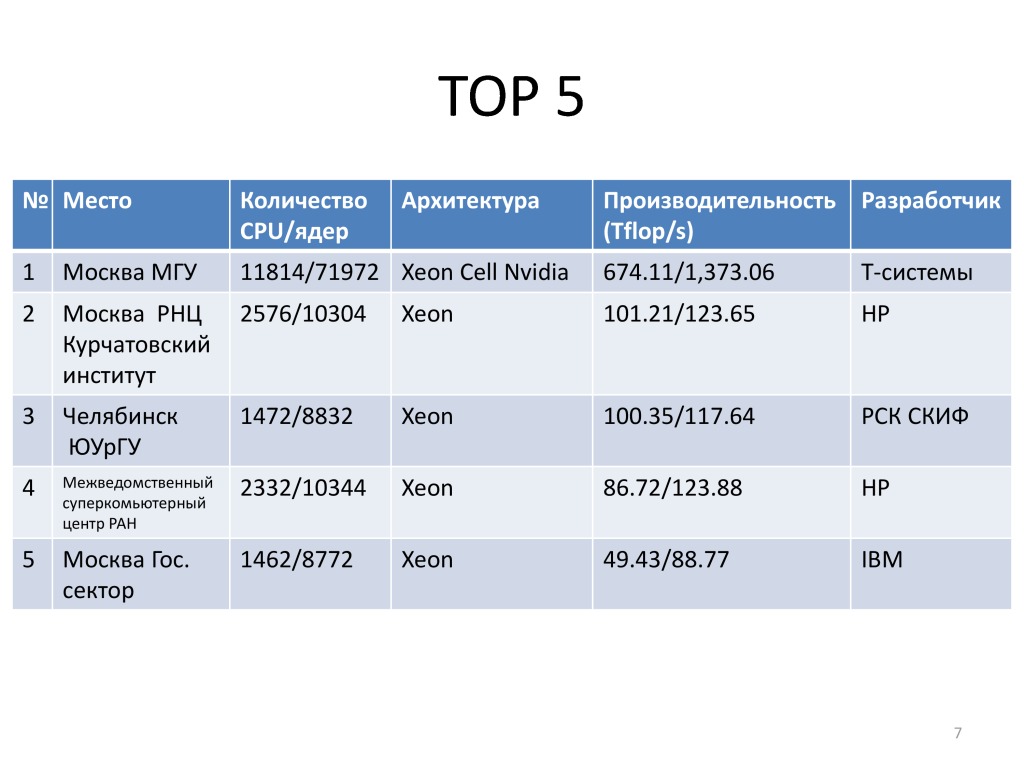 TOP 5
№ Место Количество CPU/ядер Архитектура Производительность (Tflop/s) Разработчик
1 Москва МГУ 11814/71972 Xeon Cell Nvidia 674.11/1,373.06 Т-системы
2 Москва РНЦ Курчатовский институт 2576/10304 Xeon 101.21/123.65 HP
3 Челябинск ЮУрГУ 1472/8832 Xeon 100.35/117.64 РСК СКИФ
4 Межведомственный суперкомьютерный центр РАН 2332/10344 Xeon 86.72/123.88 HP
5 Москва Гос. сектор 1462/8772 Xeon 49.43/88.77 IBM
7